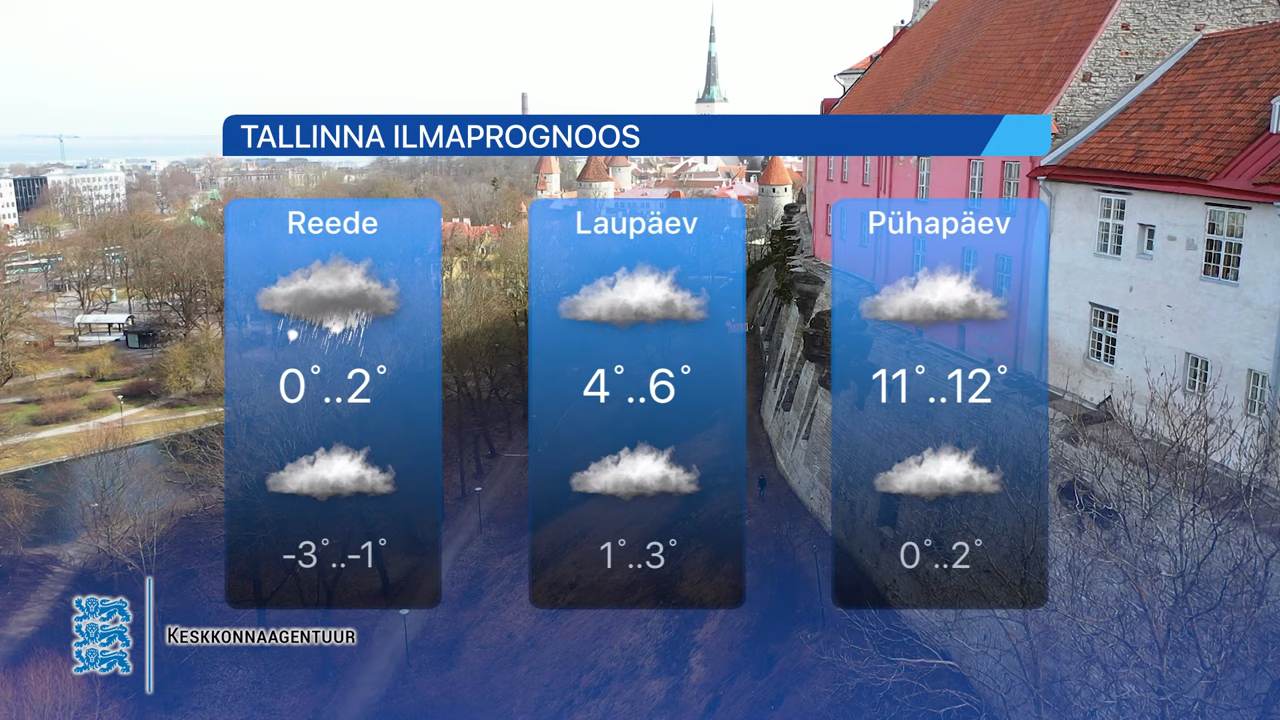 TALLINNA ILMAPROGNOOS
Reede
0°..2°
-3°..-1°
Laupäev
4°..6°
1°..3°
Pühapäev
11°..12°
0°..2°
KESKKONNAAGENTUUR